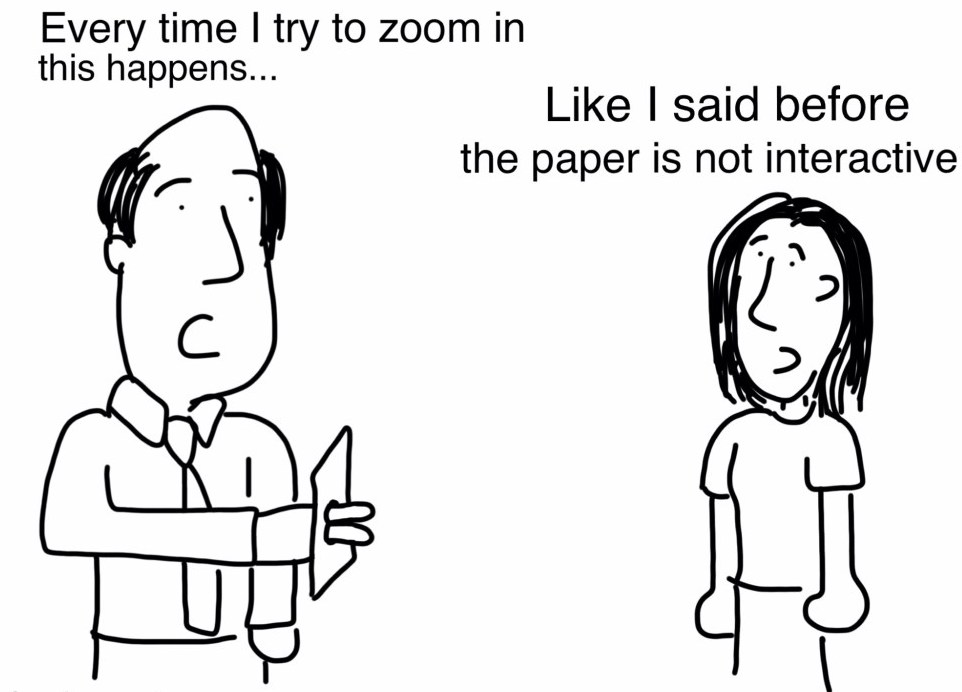 Every time I try to zoom in
this happens...
Like I said before
the paper is not interactive